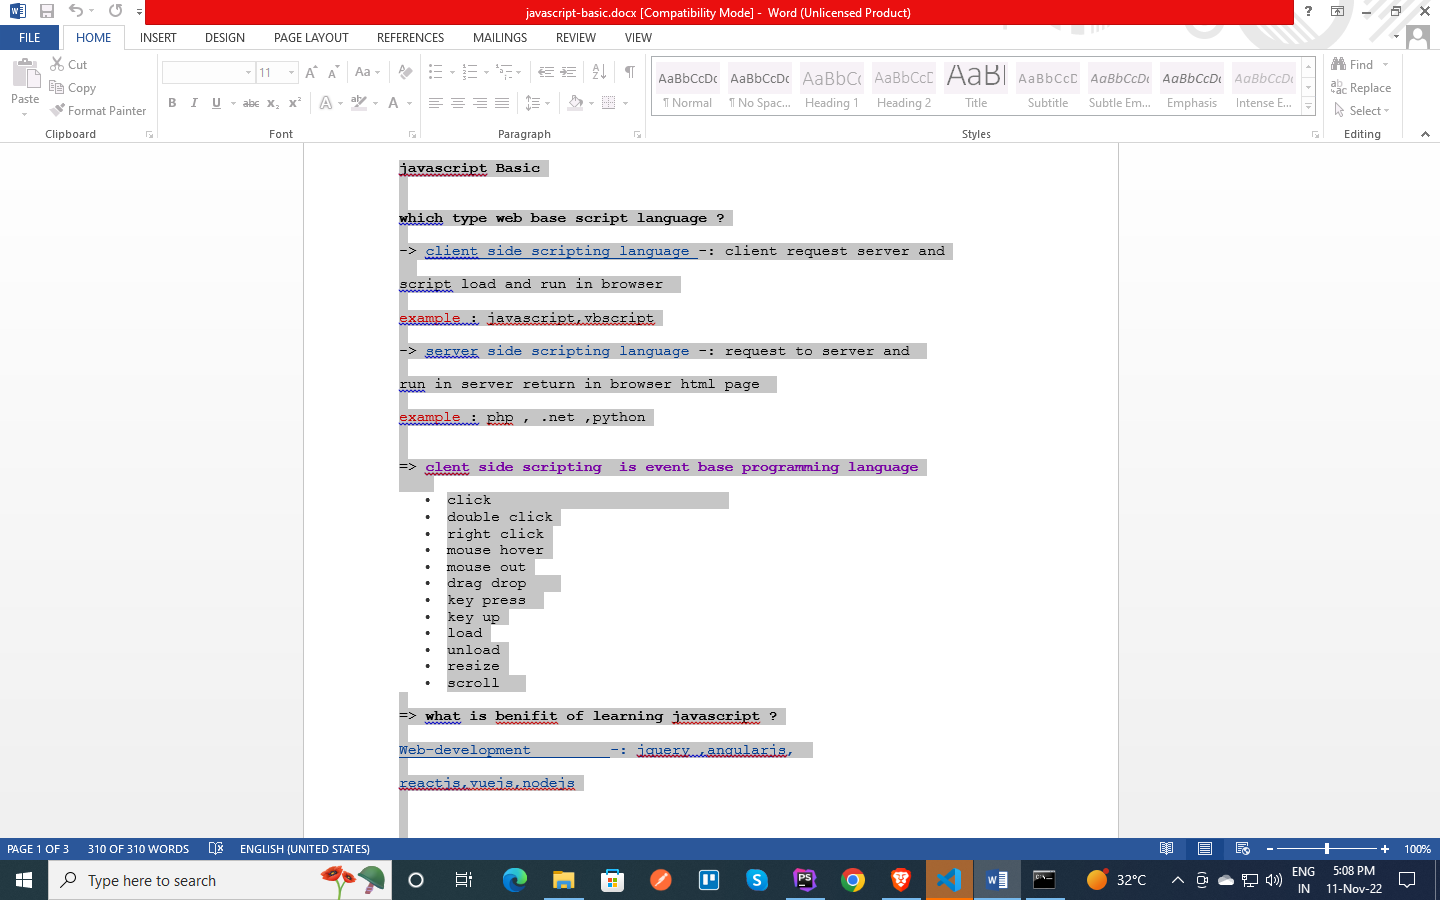 javascript-basic.docx [Compatibility Mode] - Word (Unlicensed Product)
FILE HOME INSERT DESIGN PAGE LAYOUT REFERENCES MAILINGS REVIEW VIEW
Paste
Cut
Copy
Format Painter
Clipboard
11
Font
Paragraph
AaBbCcDc AaBbCcDc AaBbCc AaBbCcD AaBl AaBbCcD AaBbCcDt AaBbCcDt AaBbCcDt
¶ Normal ¶ No Spac... Heading 1 Heading 2 Title Subtitle Subtle Em... Emphasis Intense E...
Styles
Find
Replace
Select
Editing
javascript Basic
which type web base script language ?
-> client side scripting language -: client request server and
script load and run in browser
example : javascript,vbscript
-> server side scripting language -: request to server and
run in server return in browser html page
example : php , .net ,python
=> clent side scripting  is event base programming language
• click
• double click
• right click
• mouse hover
• mouse out
• drag drop
• key press
• key up
• load
• unload
• resize
• scroll
=> what is benifit of learning javascript ?
Web-development -: jquery ,angularjs,
reactjs,vuejs,nodejs
PAGE 1 OF 3 310 OF 310 WORDS ENGLISH (UNITED STATES) 100%
Type here to search
32°C
ENG
IN
5:08 PM
11-Nov-22